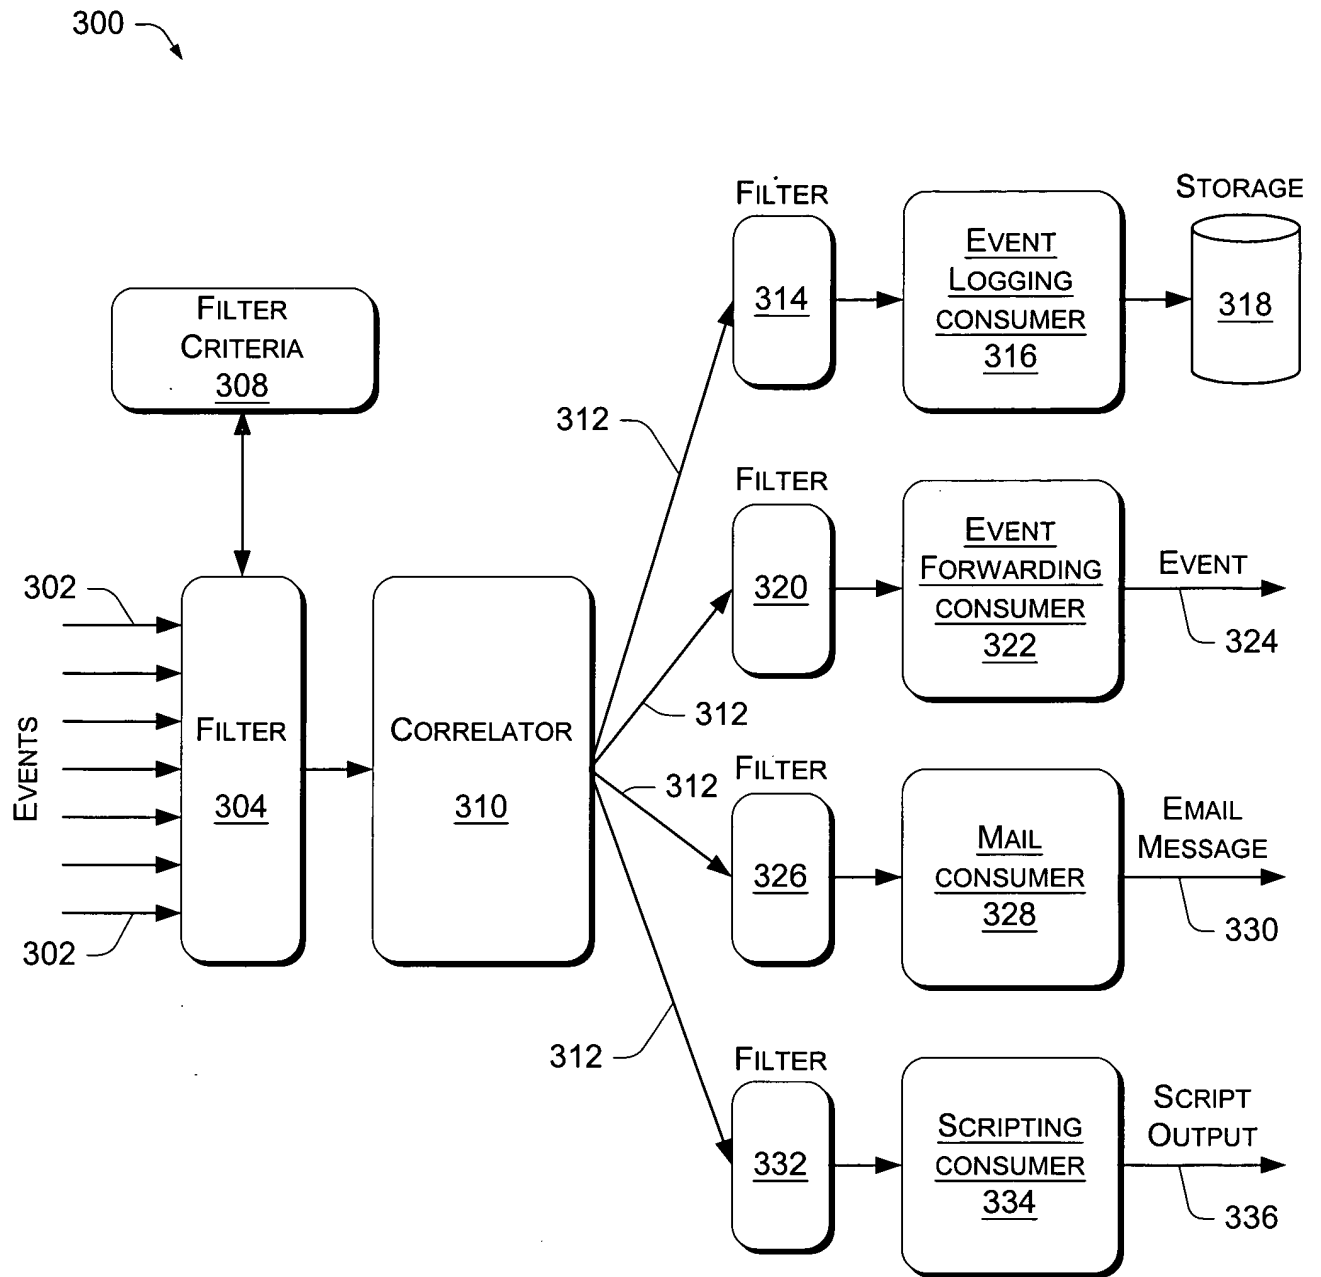 300
FILTER
STORAGE
EVENT
LOGGING
CONSUMER
316
314
318
FILTER
CRITERIA
308
312
FILTER
320
EVENT
FORWARDING
CONSUMER
322
EVENT
324
302
EVENTS
302
FILTER
304
CORRELATOR
310
312
312
FILTER
326
MAIL
CONSUMER
328
EMAIL
MESSAGE
330
312
FILTER
332
SCRIPTING
CONSUMER
334
SCRIPT
OUTPUT
336